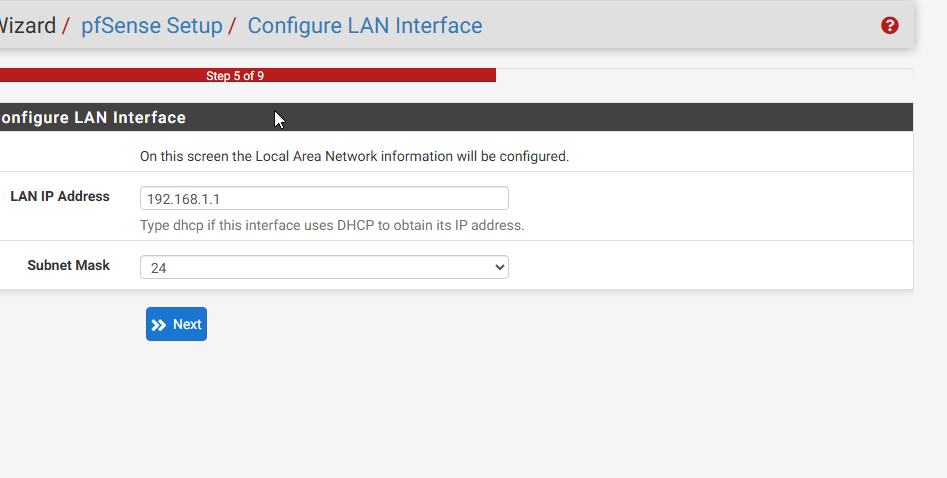 Wizard / pfSense Setup / Configure LAN Interface
Step 5 of 9
onfigure LAN Interface
On this screen the Local Area Network information will be configured.
LAN IP Address
192.168.1.1
Type dhcp if this interface uses DHCP to obtain its IP address.
Subnet Mask
24
Next